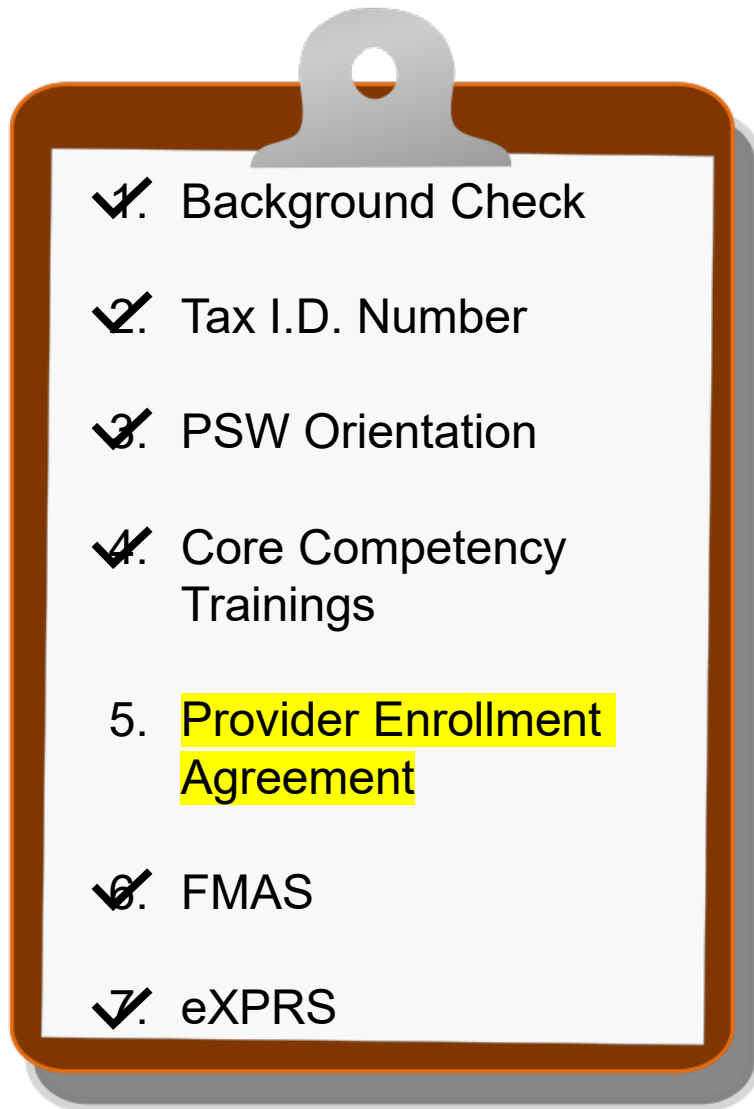 1. Background Check
2. Tax I.D. Number
3. PSW Orientation
4. Core Competency
Trainings
5. Provider Enrollment
Agreement
6. FMAS
7. eXPRS